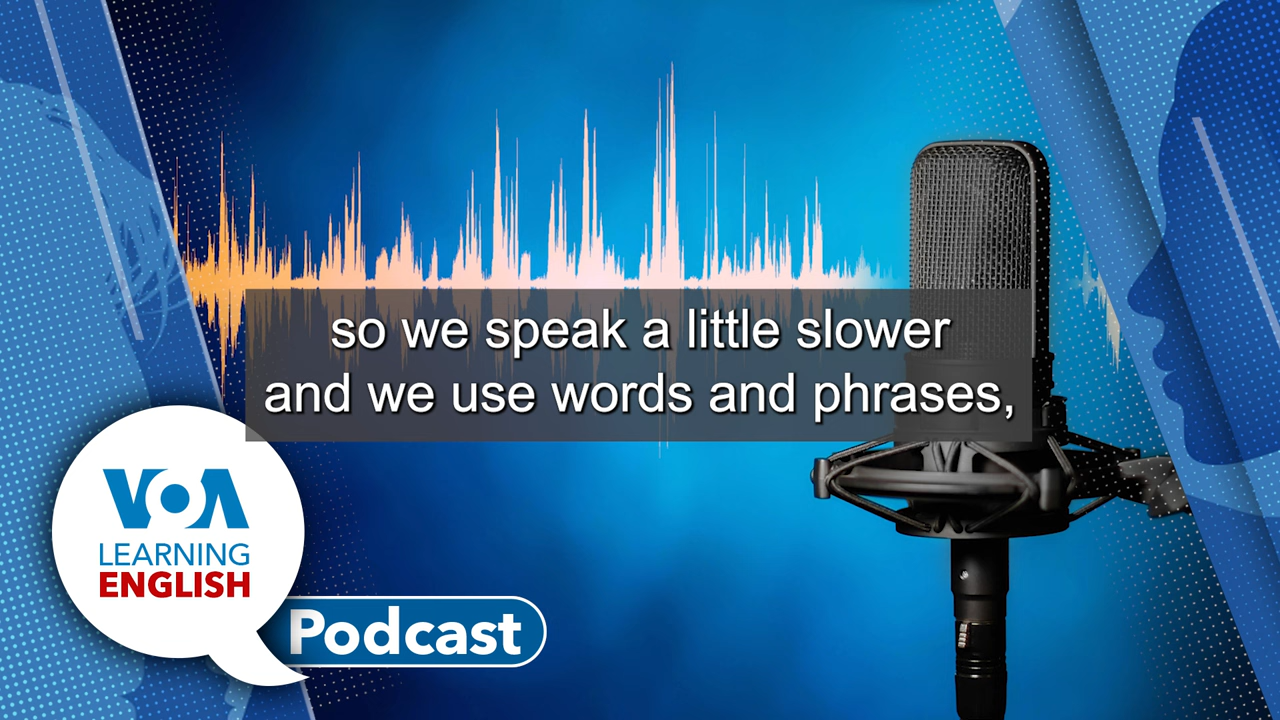 so we speak a little slower
and we use words and phrases,
VOA
LEARNING
ENGLISH
Podcast